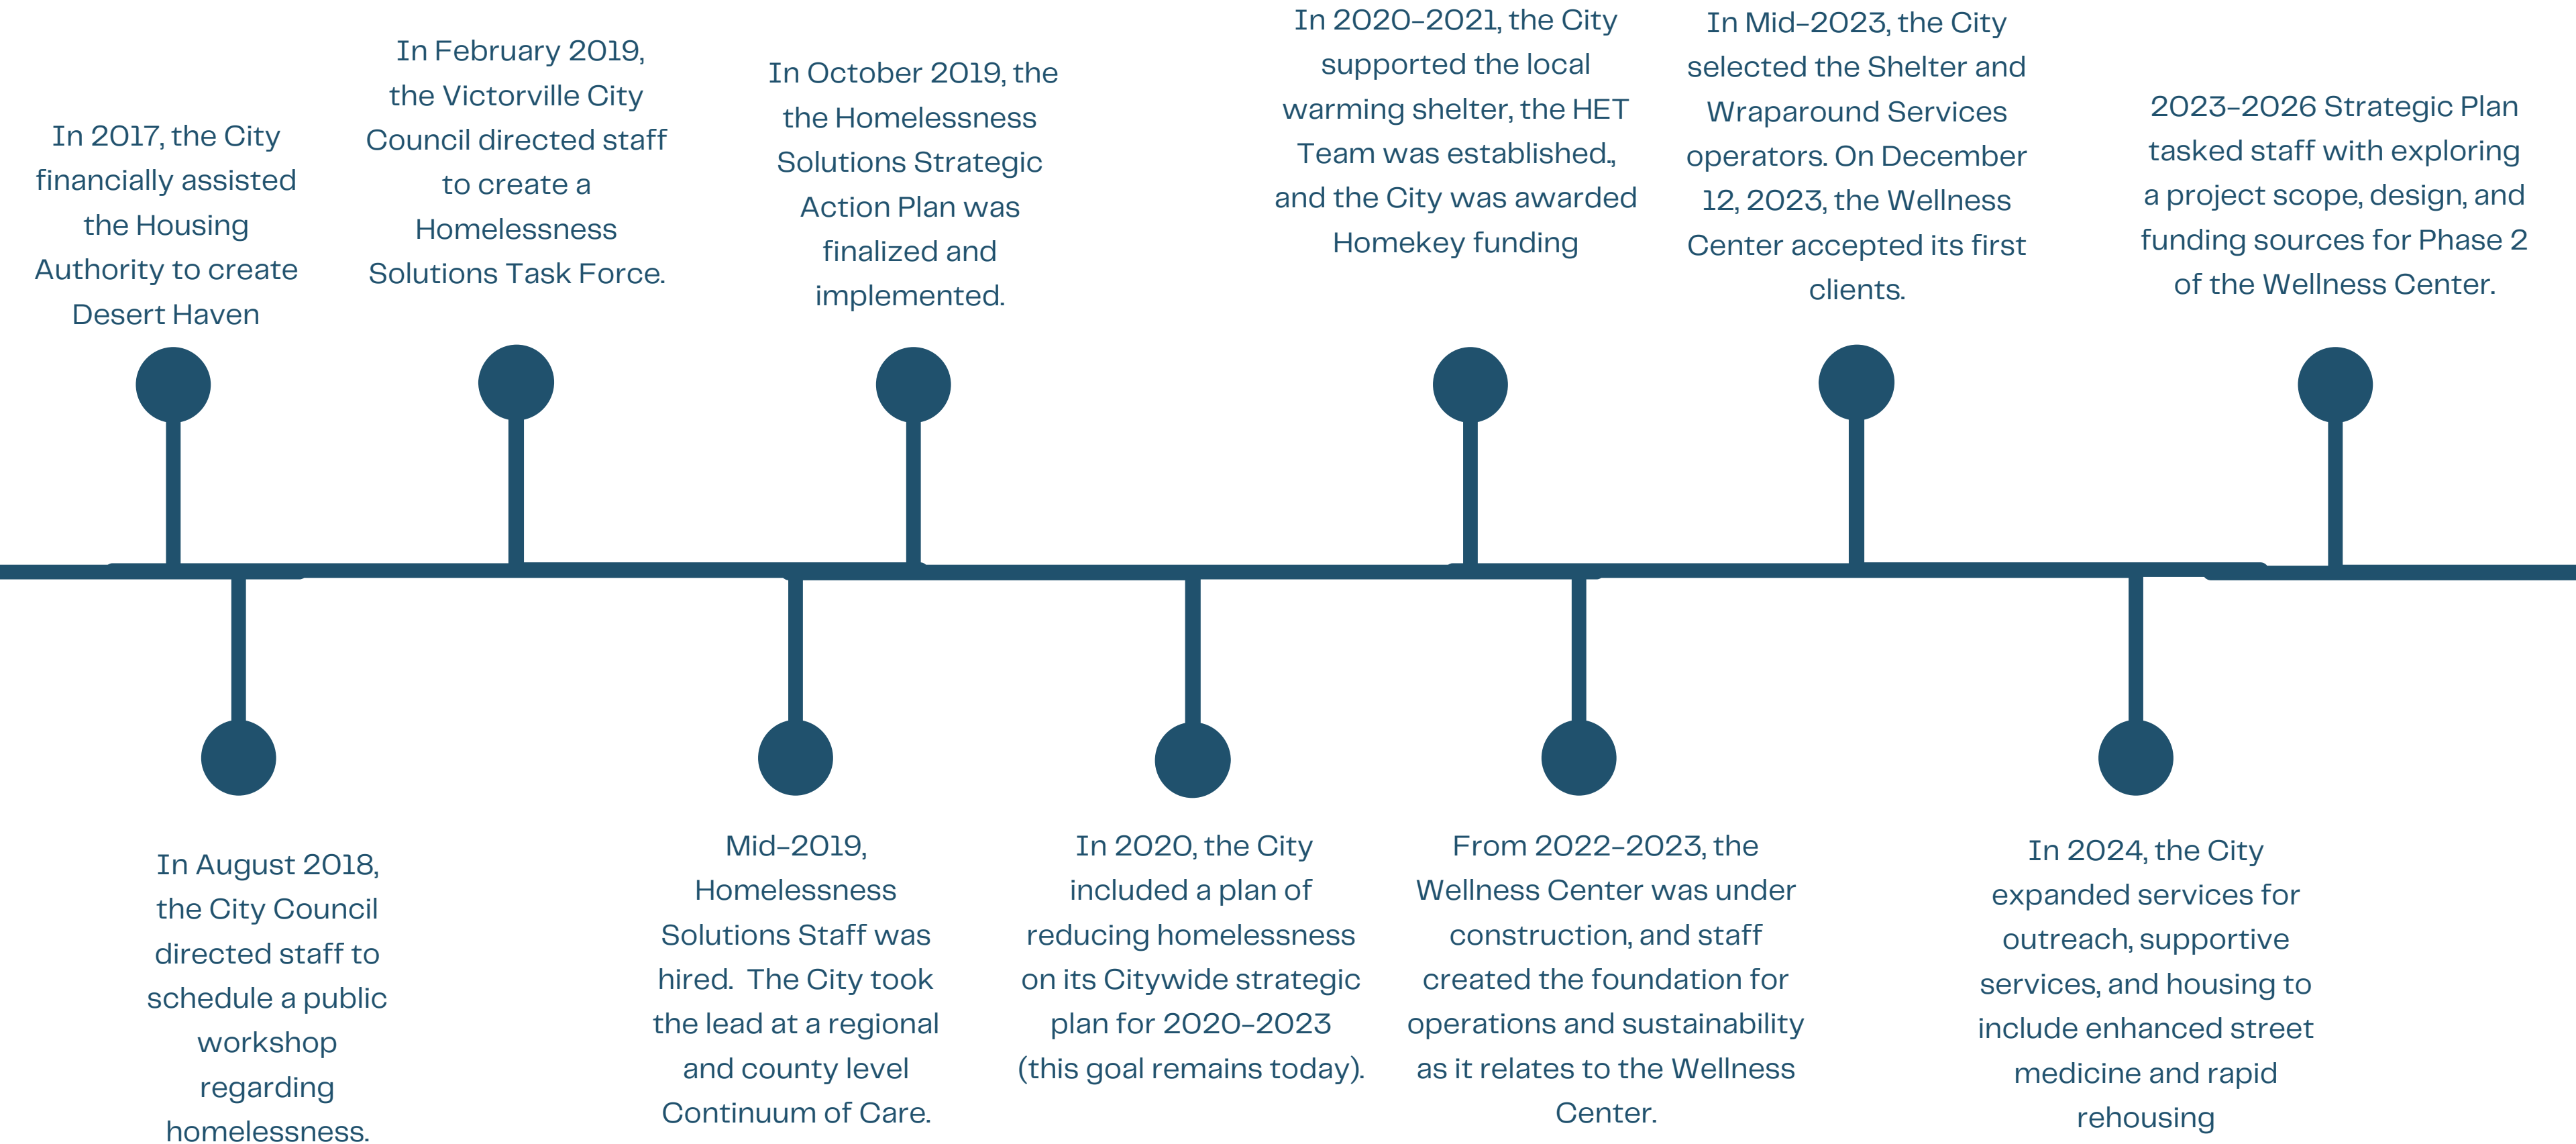 In 2017, the City
financially assisted
the Housing
Authority to create
Desert Haven
In August 2018,
the City Council
directed staff to
schedule a public
workshop
regarding
homelessness.
In February 2019,
the Victorville City
Council directed staff
to create a
Homelessness
Solutions Task Force.
Mid-2019,
Homelessness
Solutions Staff was
hired.  The City took
the lead at a regional
and county level
Continuum of Care.
In October 2019, the
the Homelessness
Solutions Strategic
Action Plan was
finalized and
implemented.
In 2020, the City
included a plan of
reducing homelessness
on its Citywide strategic
plan for 2020-2023
(this goal remains today).
In 2020-2021, the City
supported the local
warming shelter, the HET
Team was established.,
and the City was awarded
Homekey funding
From 2022-2023, the
Wellness Center was under
construction, and staff
created the foundation for
operations and sustainability
as it relates to the Wellness
Center.
In Mid-2023, the City
selected the Shelter and
Wraparound Services
operators. On December
12, 2023, the Wellness
Center accepted its first
clients.
In 2024, the City
expanded services for
outreach, supportive
services, and housing to
include enhanced street
medicine and rapid
rehousing
2023-2026 Strategic Plan
tasked staff with exploring
a project scope, design, and
funding sources for Phase 2
of the Wellness Center.